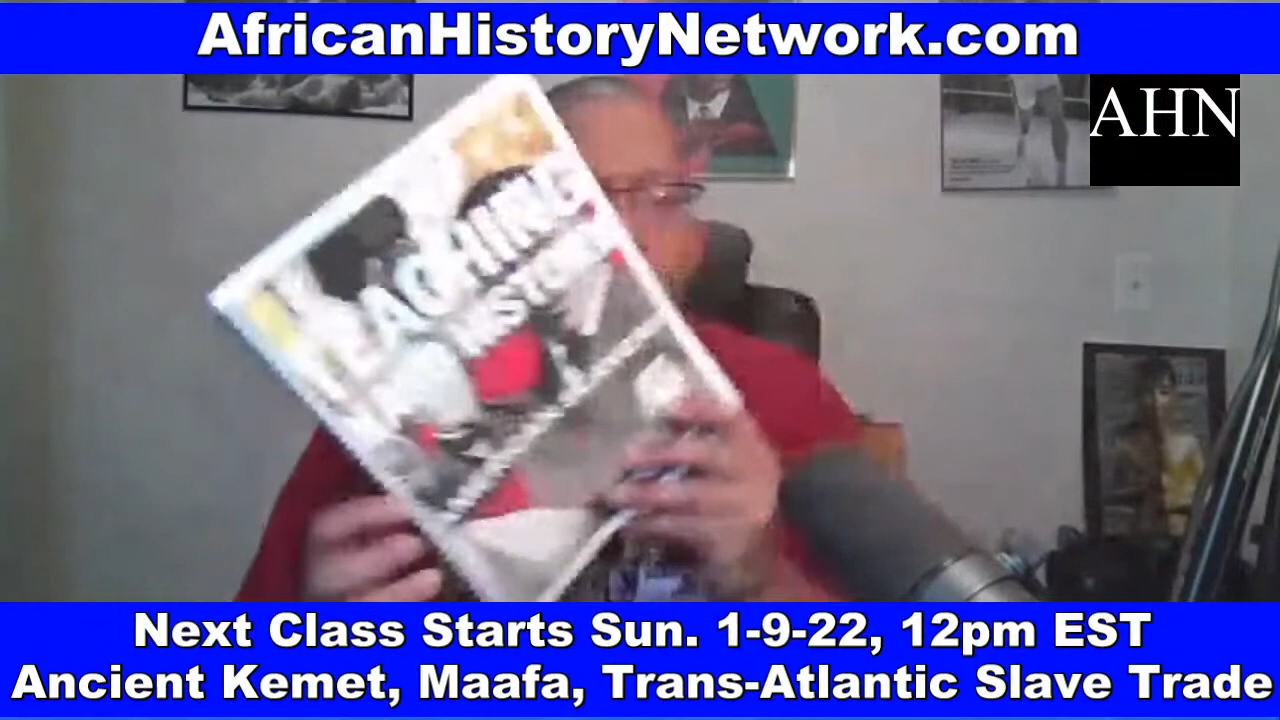 AfricanHistoryNetwork.com
AHN
Next Class Starts Sun. 1-9-22, 12pm EST
Ancient Kemet, Maafa, Trans-Atlantic Slave Trade